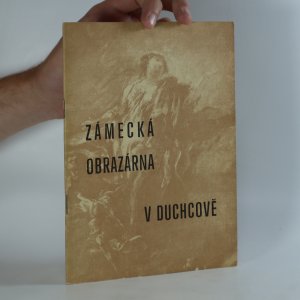 ZÁMECKÁ
OBRAZÁRNA
V DUCHCOVĚ